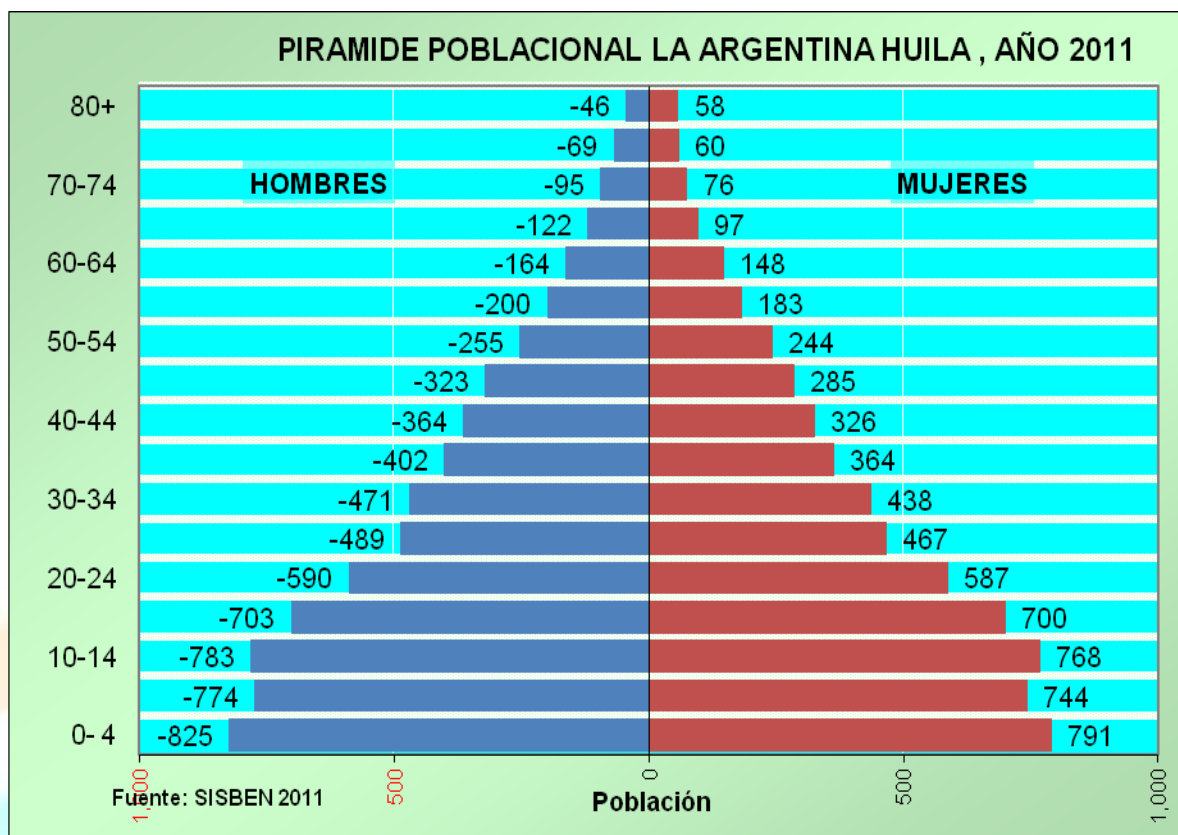 PIRAMIDE POBLACIONAL LA ARGENTINA HUILA , AÑO 2011
80+ -46 58
-69 60
70-74 HOMBRES -95 76 MUJERES
-122 97
60-64 -164 148
-200 183
50-54 -255 244
-323 285
40-44 -364 326
-402 364
30-34 -471 438
-489 467
20-24 -590 587
-703 700
10-14 -783 768
-774 744
0- 4 -825 791
1,000 500 0 500 1,000
Fuente: SISBEN 2011 Población